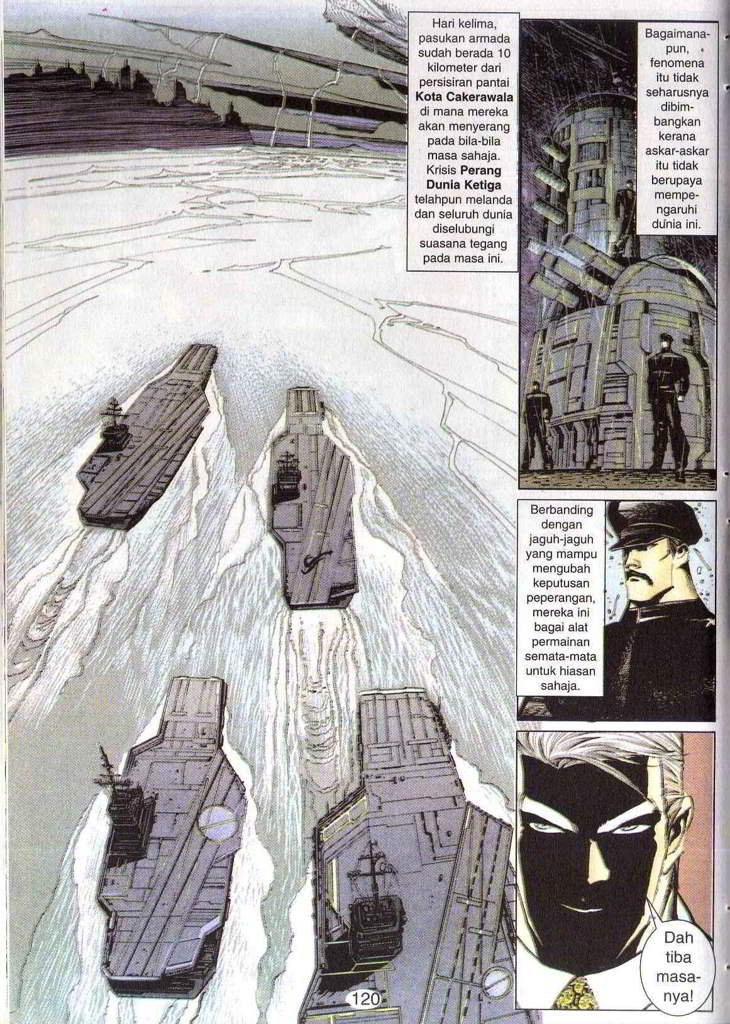 Hari kelima,
pasukan armada
sudah berada 10
kilometer dari
persisiran pantai
Kota Cakerawala
di mana mereka
akan menyerang
pada bila-bila
masa sahaja.
Krisis Perang
Dunia Ketiga
telahpun melanda
dan seluruh dunia
diselubungi
suasana tegang
pada masa ini.
Bagaimana-
pun,
fenomena
itu tidak
seharusnya
dibim-
bangkan
kerana
askar-askar
itu tidak
berupaya
mempe-
ngaruhi
dunia ini.
Berbanding
dengan
jaguh-jaguh
yang mampu
mengubah
keputusan
peperangan,
mereka ini
bagai alat
permainan
semata-mata
untuk hiasan
sahaja.
Dah
tiba
masa-
nya!
120